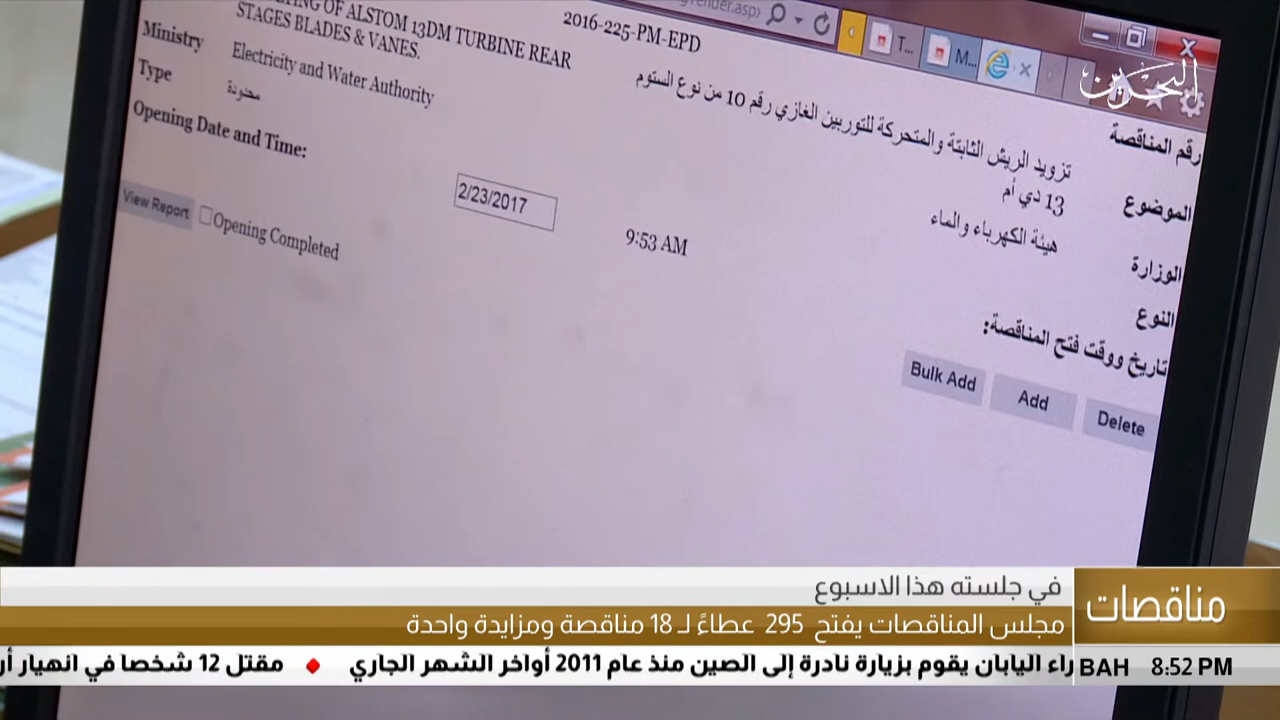 OF ALSTOM 13DM TURBINE REAR
STAGES BLADES & VANES.
2016-225-PM-EPD
Ministry
Electricity and Water Authority
Type
محدودة
Opening Date and Time:
2/23/2017
9:53 AM
View Report
Opening Completed
T...
M...
البحرين
رقم المناقصة
الموضوع
تزويد الريش الثابتة والمتحركة للتوربين الغازي رقم 10 من نوع الستوم
13 دي أم
الوزارة
هيئة الكهرباء والماء
النوع
تاريخ ووقت فتح المناقصة:
Bulk Add
Add
Delete
مناقصات
في جلسته هذا الاسبوع
مجلس المناقصات يفتح 295 عطاءً لـ 18 مناقصة ومزايدة واحدة
راء اليابان يقوم بزيارة نادرة إلى الصين منذ عام 2011 أواخر الشهر الجاري ♦ مقتل 12 شخصا في انهيار أر
BAH 8:52 PM